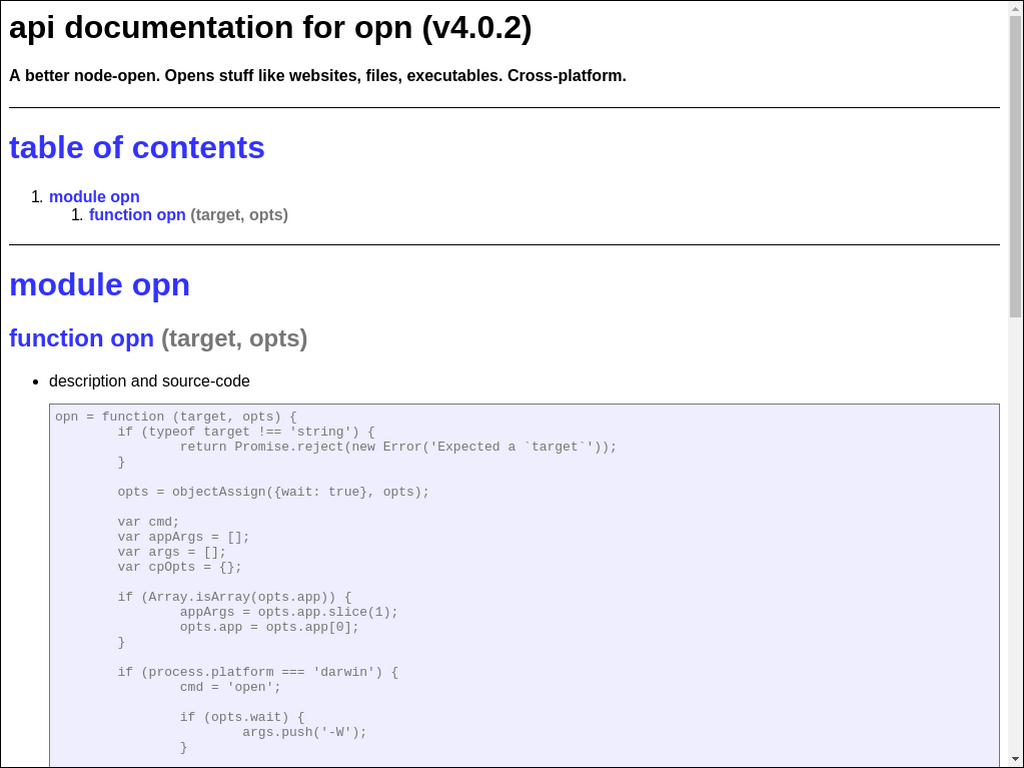 api documentation for opn (v4.0.2)
A better node-open. Opens stuff like websites, files, executables. Cross-platform.
table of contents
1. module opn
1. function opn (target, opts)
module opn
function opn (target, opts)
• description and source-code
opn = function (target, opts) {
        if (typeof target !== 'string') {
                return Promise.reject(new Error('Expected a `target`'));
        }
        opts = objectAssign({wait: true}, opts);
        var cmd;
        var appArgs = [];
        var args = [];
        var cpOpts = {};
        if (Array.isArray(opts.app)) {
                appArgs = opts.app.slice(1);
                opts.app = opts.app[0];
        }
        if (process.platform === 'darwin') {
                cmd = 'open';
                if (opts.wait) {
                        args.push('-W');
                }